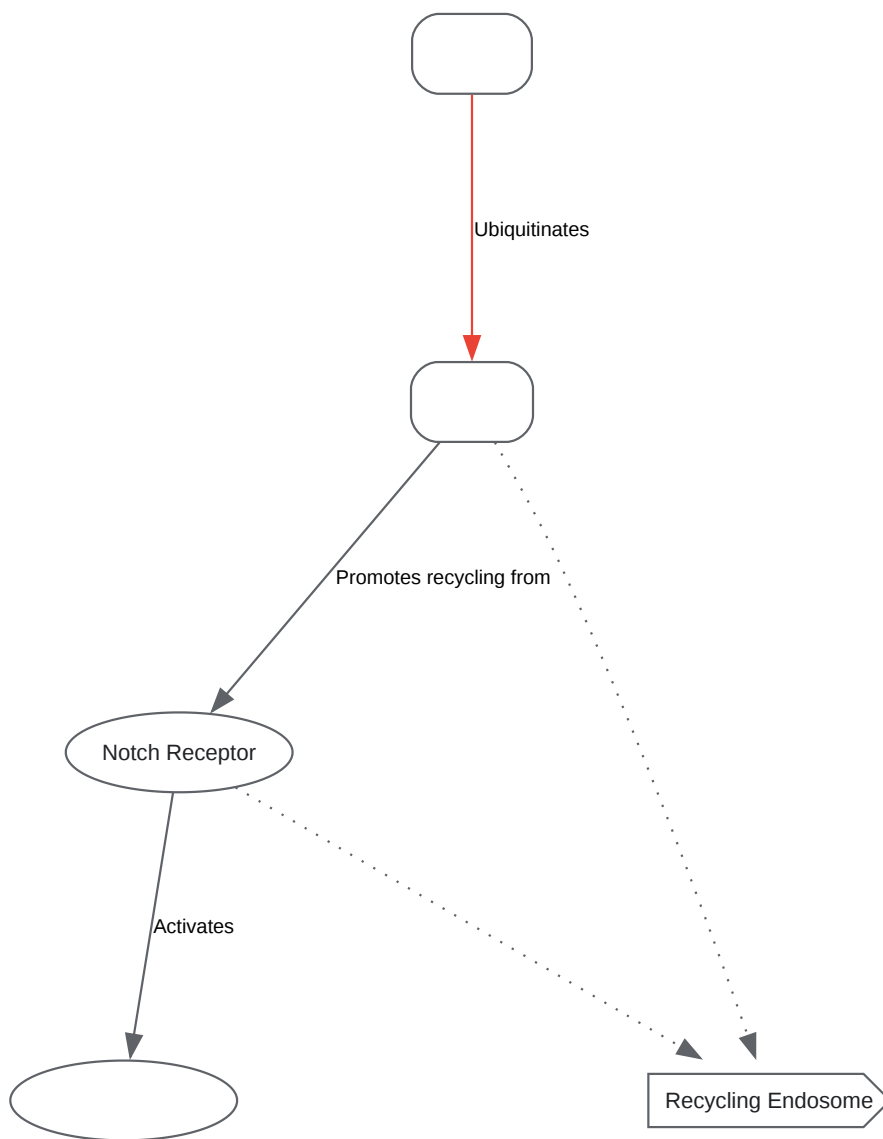 Ubiquitinates
Promotes recycling from
Notch Receptor
Activates
Recycling Endosome